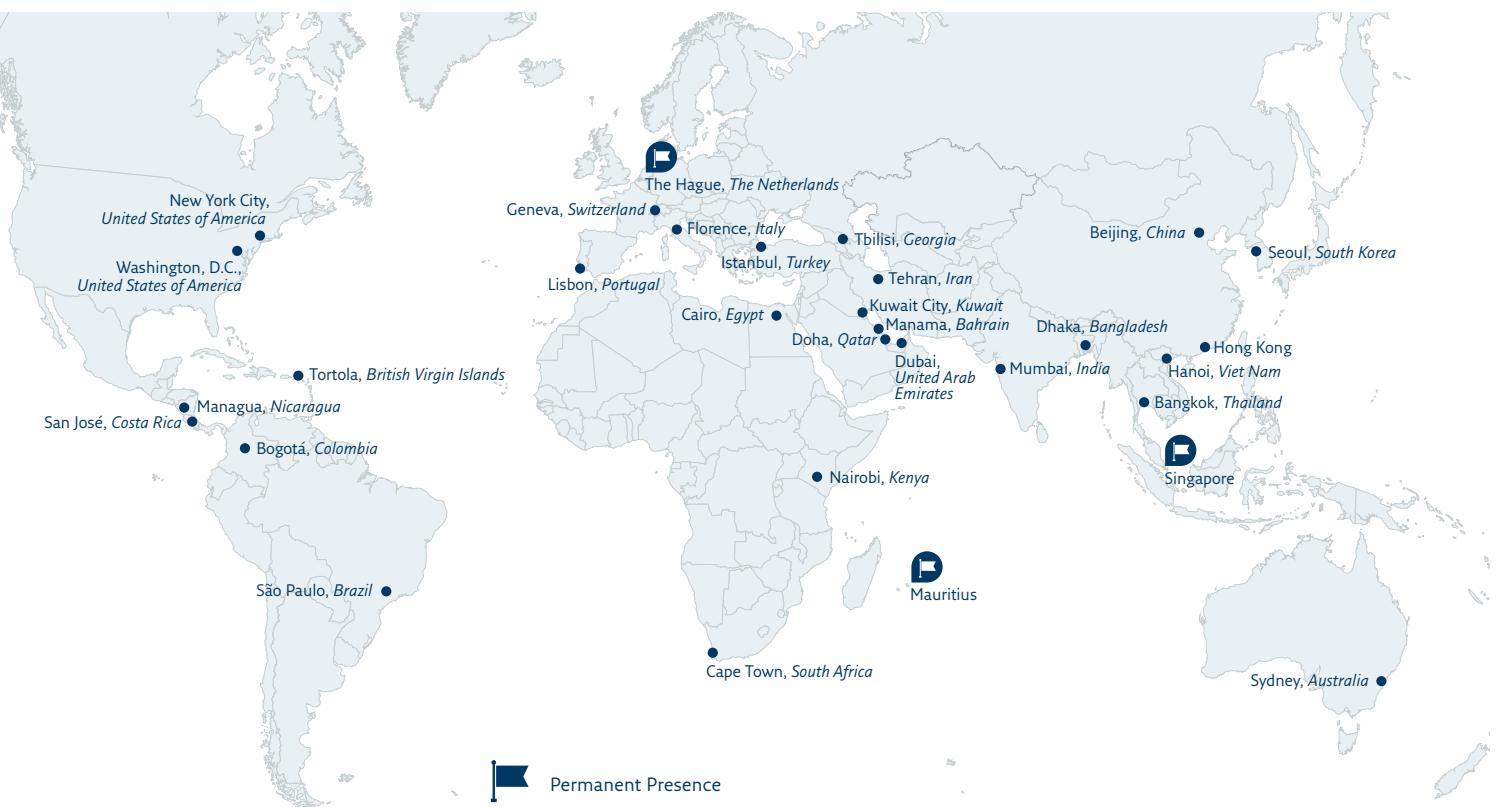 New York City,
United States of America
Washington, D.C.,
United States of America
Tortola, British Virgin Islands
Managua, Nicaragua
San José, Costa Rica
Bogotá, Colombia
São Paulo, Brazil
The Hague, The Netherlands
Geneva, Switzerland
Florence, Italy
Istanbul, Turkey
Lisbon, Portugal
Tbilisi, Georgia
Tehran, Iran
Cairo, Egypt
Kuwait City, Kuwait
Manama, Bahrain
Doha, Qatar
Dubai,
United Arab
Emirates
Nairobi, Kenya
Mauritius
Cape Town, South Africa
Beijing, China
Seoul, South Korea
Dhaka, Bangladesh
Mumbai, India
Hong Kong
Hanoi, Viet Nam
Bangkok, Thailand
Singapore
Sydney, Australia
Permanent Presence